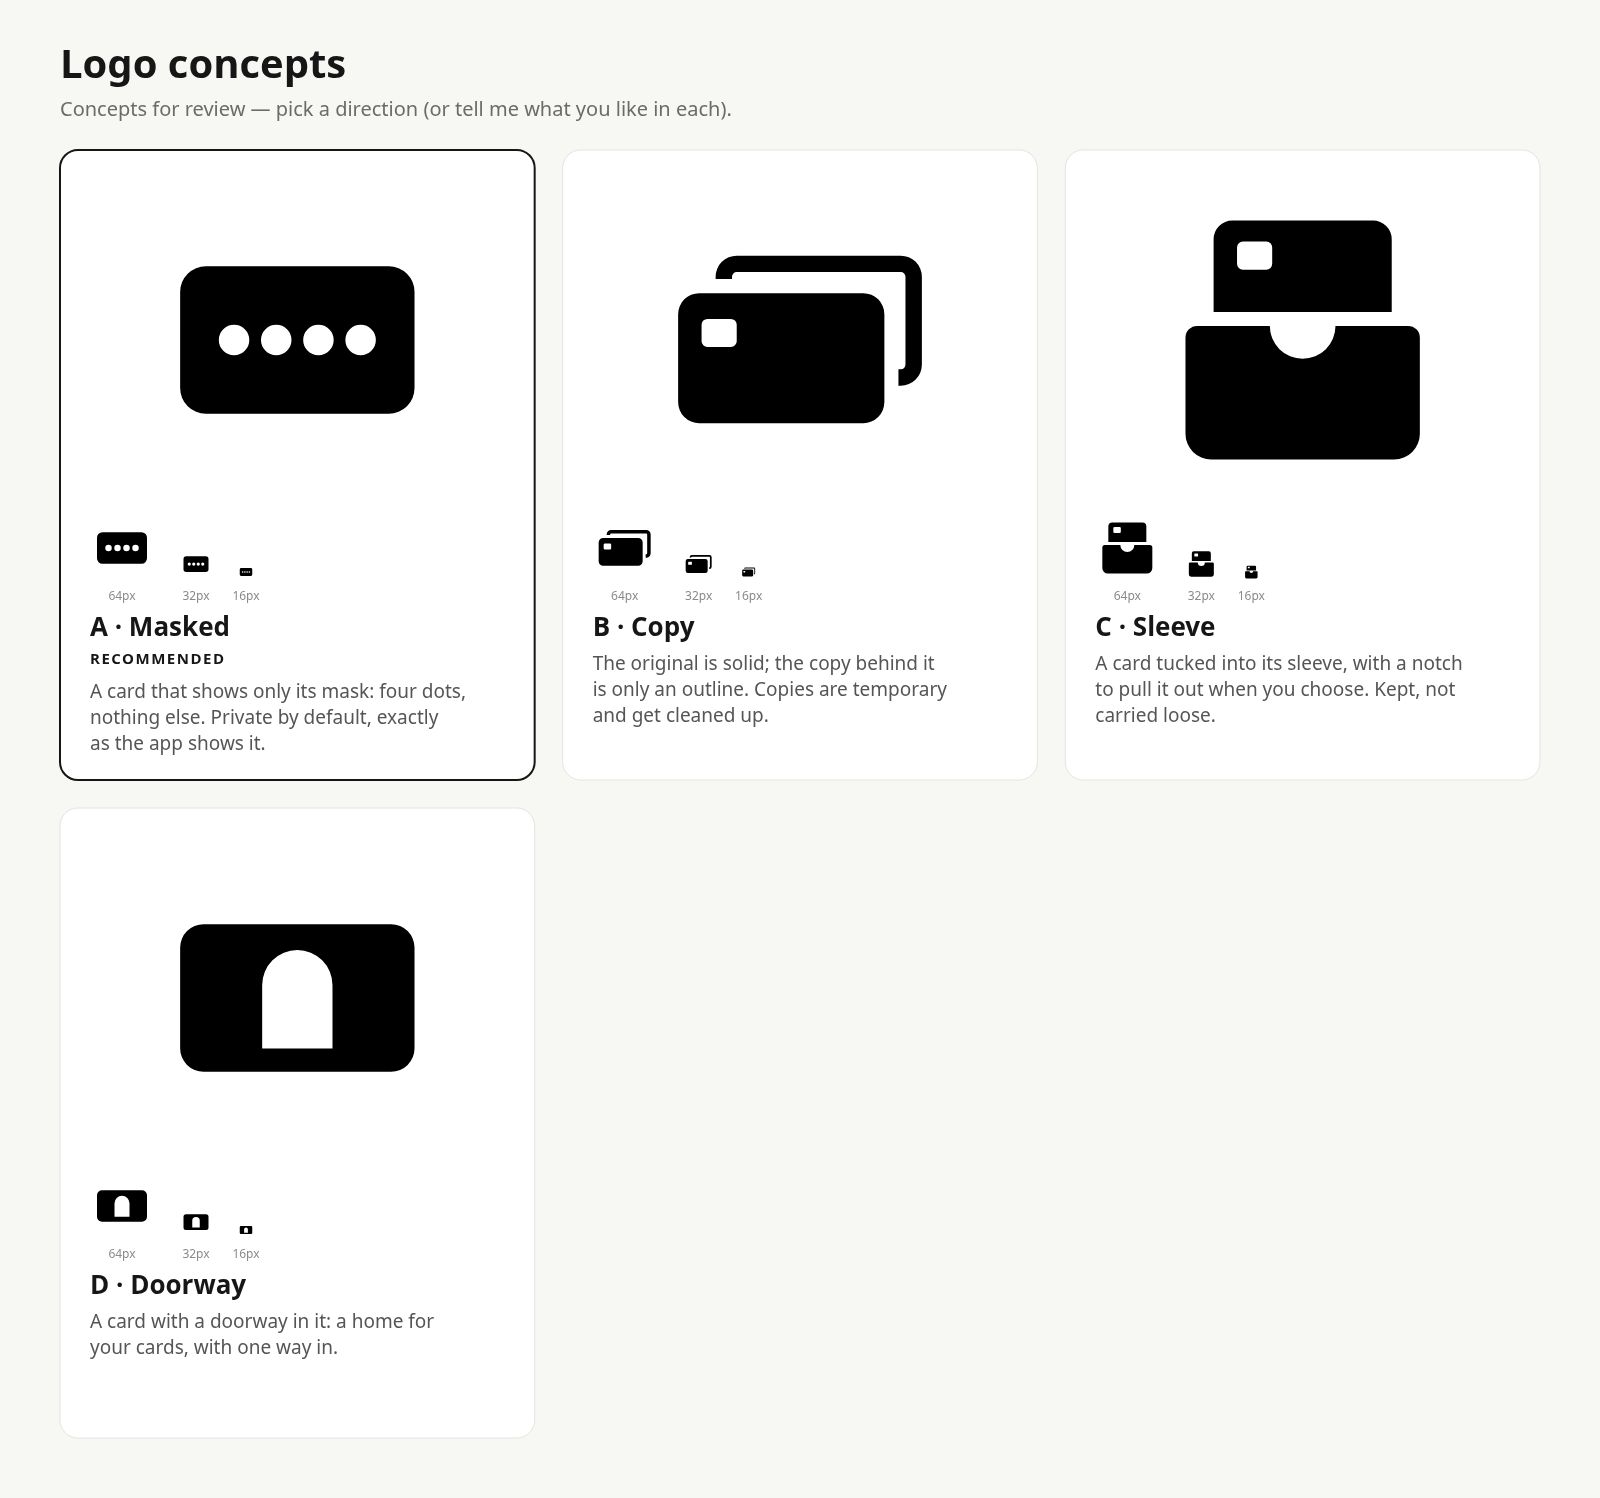 Logo concepts
Concepts for review — pick a direction (or tell me what you like in each).
64px 32px 16px
A · Masked
RECOMMENDED
A card that shows only its mask: four dots,
nothing else. Private by default, exactly
as the app shows it.
64px 32px 16px
B · Copy
The original is solid; the copy behind it
is only an outline. Copies are temporary
and get cleaned up.
64px 32px 16px
C · Sleeve
A card tucked into its sleeve, with a notch
to pull it out when you choose. Kept, not
carried loose.
64px 32px 16px
D · Doorway
A card with a doorway in it: a home for
your cards, with one way in.